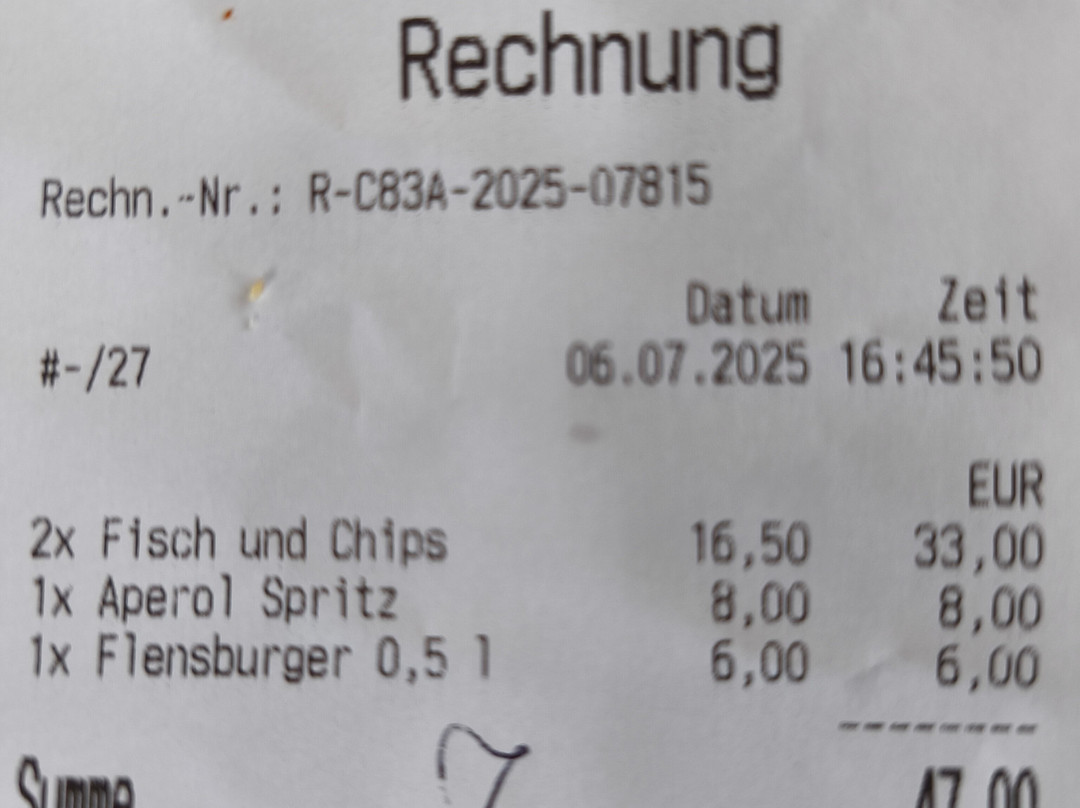 Rechnung
Rechn.-Nr.: R-C83A-2025-07815
Datum Zeit
#-/27 06.07.2025 16:45:50
EUR
2x Fisch und Chips 16,50 33,00
1x Aperol Spritz 8,00 8,00
1x Flensburger 0,5 l 6,00 6,00
--------
Summe 47,00